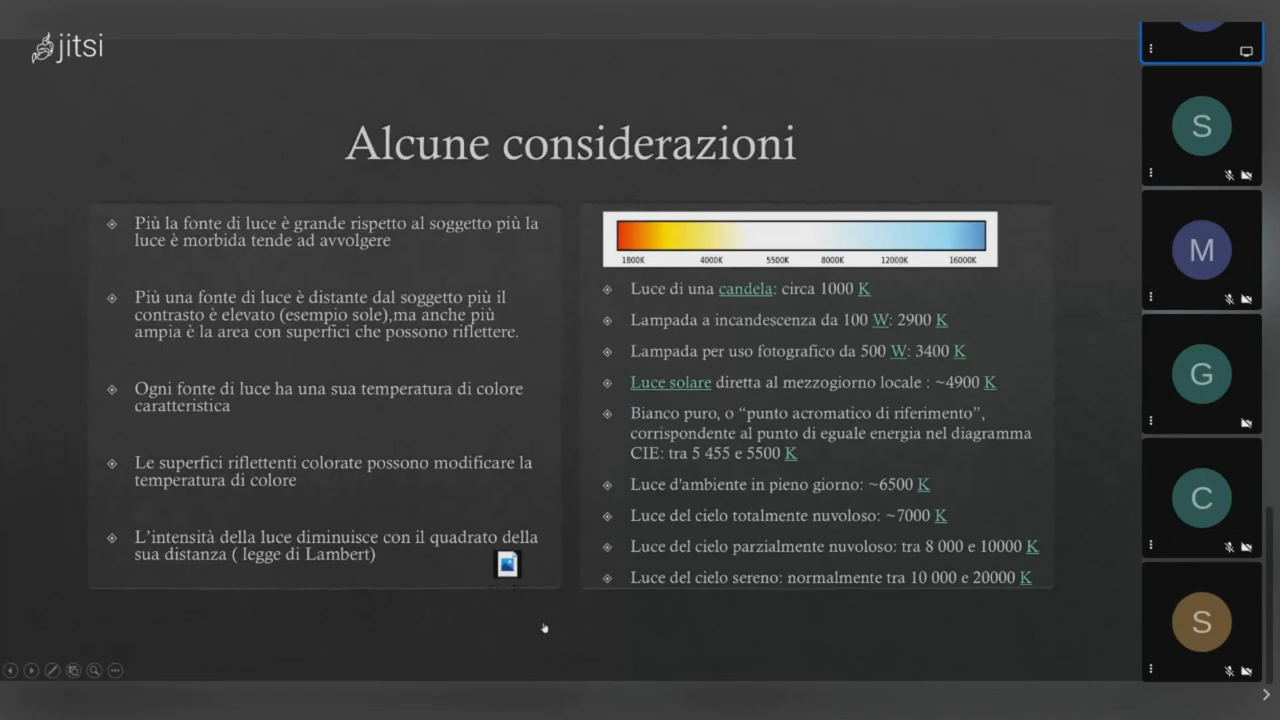 jitsi
Alcune considerazioni
Più la fonte di luce è grande rispetto al soggetto più la
luce è morbida tende ad avvolgere
Più una fonte di luce è distante dal soggetto più il
contrasto è elevato (esempio sole),ma anche più
ampia è la area con superfici che possono riflettere.
Ogni fonte di luce ha una sua temperatura di colore
caratteristica
Le superfici riflettenti colorate possono modificare la
temperatura di colore
L'intensità della luce diminuisce con il quadrato della
sua distanza ( legge di Lambert)
1800K 4000K 5500K 8000K 12000K 16000K
Luce di una candela: circa 1000 K
Lampada a incandescenza da 100 W: 2900 K
Lampada per uso fotografico da 500 W: 3400 K
Luce solare diretta al mezzogiorno locale : ~4900 K
Bianco puro, o “punto acromatico di riferimento”,
corrispondente al punto di eguale energia nel diagramma
CIE: tra 5 455 e 5500 K
Luce d'ambiente in pieno giorno: ~6500 K
Luce del cielo totalmente nuvoloso: ~7000 K
Luce del cielo parzialmente nuvoloso: tra 8 000 e 10000 K
Luce del cielo sereno: normalmente tra 10 000 e 20000 K
S
M
G
C
S